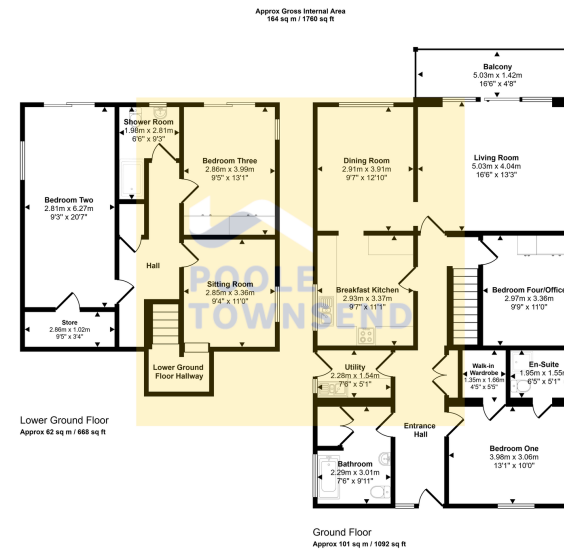 Approx Gross Internal Area
164 sq m / 1760 sq ft
Balcony
5.03m x 1.42m
16'6" x 4'8"
Shower Room
1.98m x 2.81m
6'6" x 9'3"
Bedroom Three
2.86m x 3.99m
9'5" x 13'1"
Dining Room
2.91m x 3.91m
9'7" x 12'10"
Living Room
5.03m x 4.04m
16'6" x 13'3"
Bedroom Two
2.81m x 6.27m
9'3" x 20'7"
Hall
Sitting Room
2.85m x 3.36m
9'4" x 11'0"
Breakfast Kitchen
2.93m x 3.37m
9'7" x 11'1"
Bedroom Four/Office
2.97m x 3.36m
9'9" x 11'0"
POOLE
TOWNSEND
Store
2.86m x 1.02m
9'5" x 3'4"
Lower Ground
Floor Hallway
Utility
2.28m x 1.54m
7'6" x 5'1"
Walk-in
Wardrobe
1.35m x 1.66m
4'5" x 5'5"
En-Suite
1.95m x 1.55m
6'5" x 5'1"
Lower Ground Floor
Approx 62 sq m / 668 sq ft
Entrance
Hall
Bathroom
2.29m x 3.01m
7'6" x 9'11"
Bedroom One
3.98m x 3.06m
13'1" x 10'0"
Ground Floor
Approx 101 sq m / 1092 sq ft